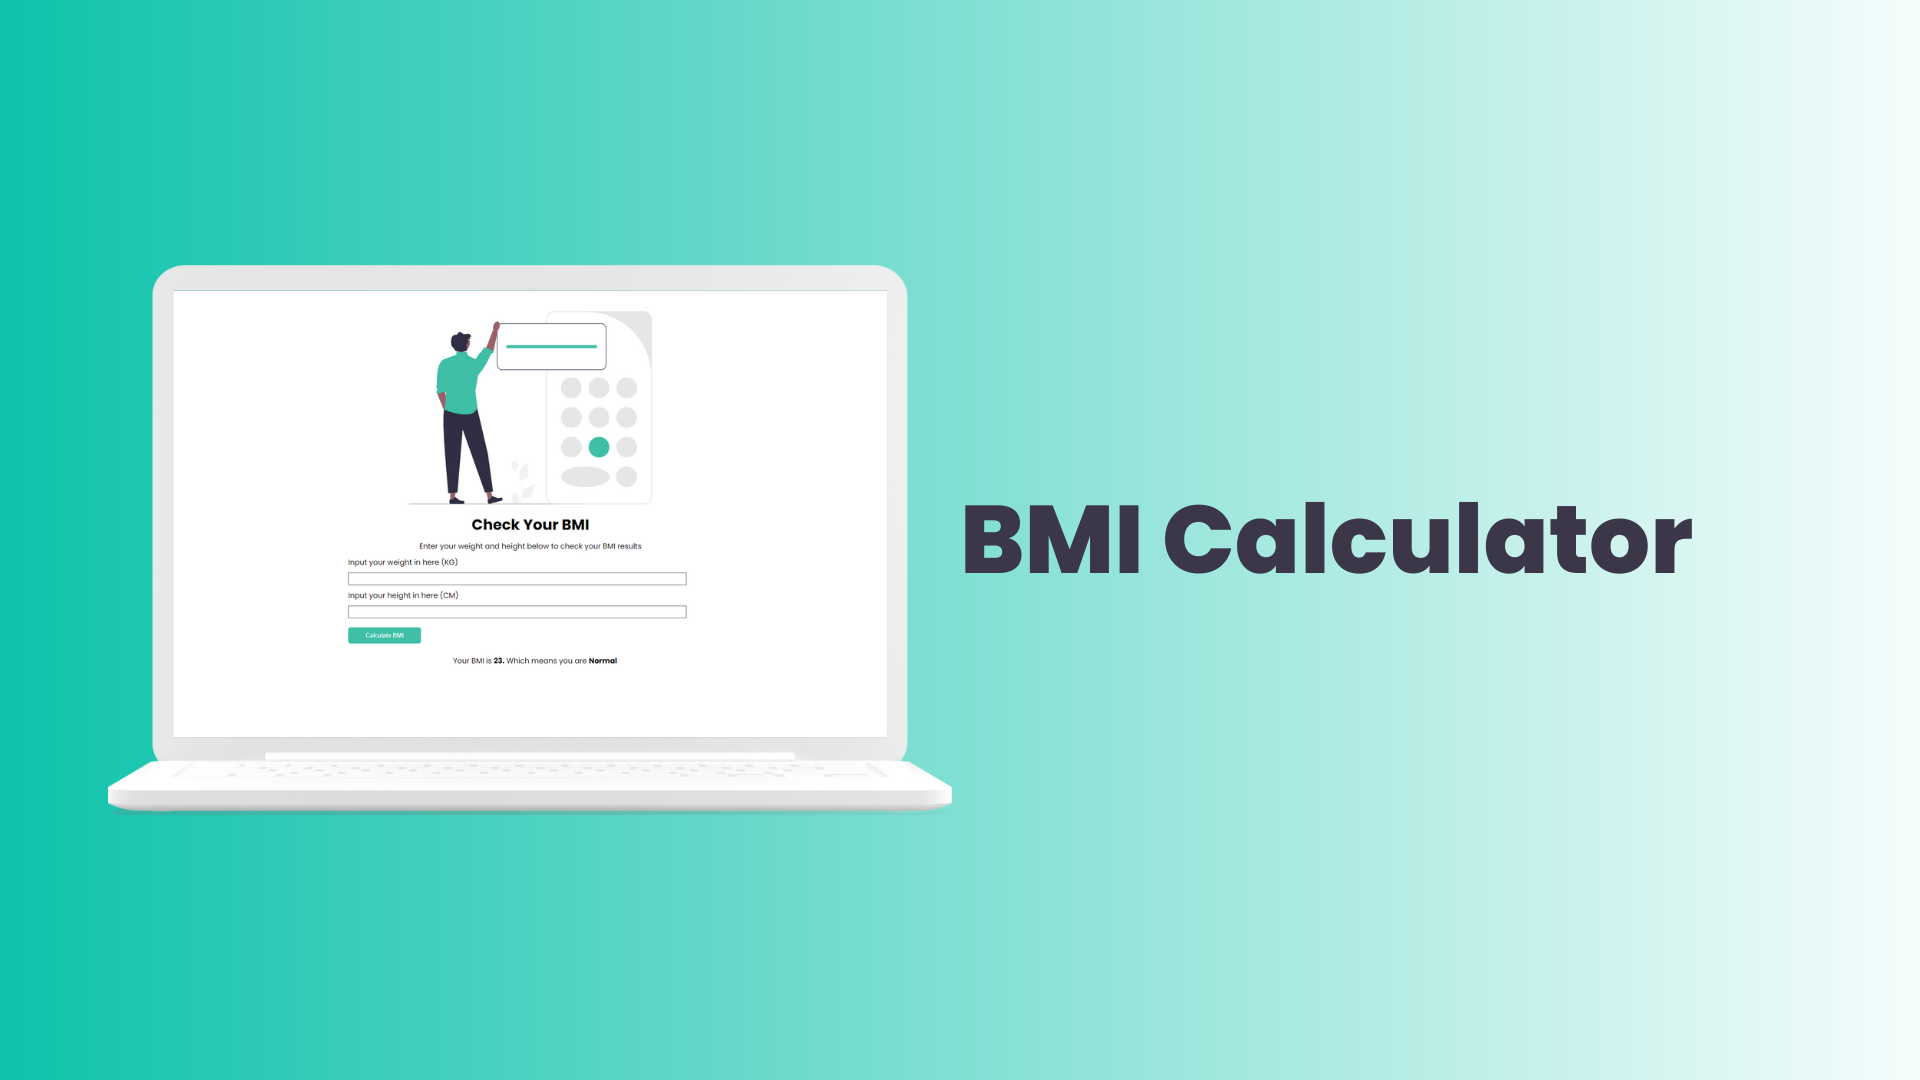 Check Your BMI
Enter your weight and height below to check your BMI results
Input your weight in here (KG)
Input your height in here (CM)
Calculate BMI
Your BMI is 23. Which means you are Normal
BMI Calculator